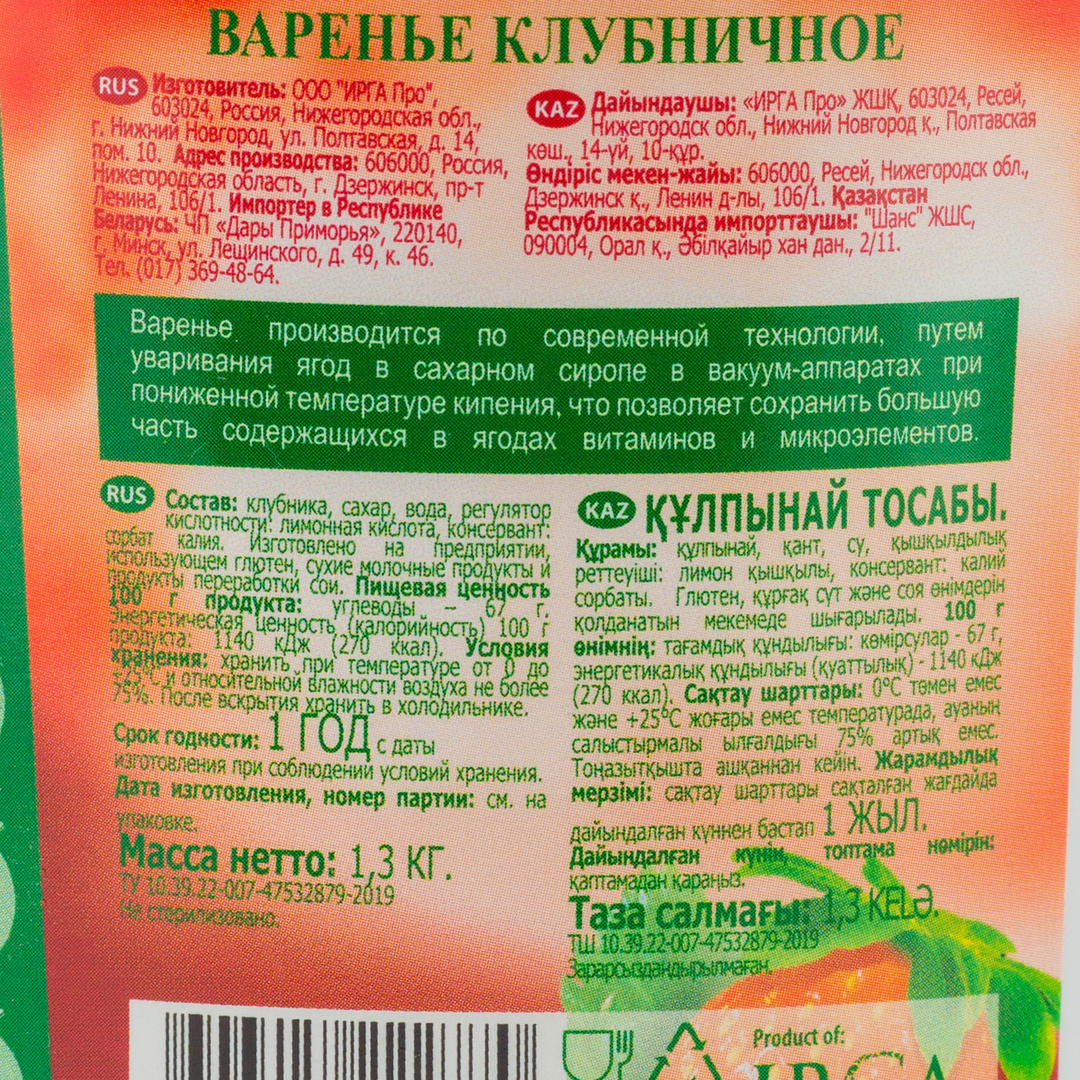 ВАРЕНЬЕ КЛУБНИЧНОЕ
RUS Изготовитель: ООО "ИРГА Про",
603024, Россия, Нижегородская обл.,
г. Нижний Новгород, ул. Полтавская, д. 14,
пом. 10. Адрес производства: 606000, Россия,
Нижегородская область, г. Дзержинск, пр-т
Ленина, 106/1. Импортер в Республике
Беларусь: ЧП «Дары Приморья», 220140,
г. Минск, ул. Лещинского, д. 49, к. 46.
Тел. (017) 369-48-64.
KAZ Дайындаушы: «ИРГА Про» ЖШҚ, 603024, Ресей,
Нижегородск обл., Нижний Новгород қ., Полтавская
көш., 14-үй, 10-құр.
Өндіріс мекен-жайы: 606000, Ресей, Нижегородск обл.,
Дзержинск қ., Ленин д-лы, 106/1. Қазақстан
Республикасында импорттаушы: "Шанс" ЖШС,
090004, Орал қ., Әбілқайыр хан даң., 2/11.
Варенье производится по современной технологии, путем
уваривания ягод в сахарном сиропе в вакуум-аппаратах при
пониженной температуре кипения, что позволяет сохранить большую
часть содержащихся в ягодах витаминов и микроэлементов.
RUS Состав: клубника, сахар, вода, регулятор
кислотности: лимонная кислота, консервант:
сорбат калия. Изготовлено на предприятии,
использующем глютен, сухие молочные продукты и
продукты переработки сои. Пищевая ценность
100 г продукта: углеводы – 67 г,
энергетическая ценность (калорийность) 100 г
продукта: 1140 кДж (270 ккал). Условия
хранения: хранить при температуре от 0 до
+25°С и относительной влажности воздуха не более
75%. После вскрытия хранить в холодильнике.
Срок годности: 1 ГОД с даты
изготовления при соблюдении условий хранения.
Дата изготовления, номер партии: см. на
упаковке.
Масса нетто: 1,3 КГ.
ТУ 10.39.22-007-47532879-2019
Не стерилизовано.
KAZ ҚҰЛПЫНАЙ ТОСАБЫ.
Құрамы: құлпынай, қант, су, қышқылдылық
реттеуіші: лимон қышқылы, консервант: калий
сорбаты. Глютен, құрғақ сүт және соя өнімдерін
қолданатын мекемеде шығарылады. 100 г
өнімнің: тағамдық құндылығы: көмірсулар - 67 г,
энергетикалық құндылығы (қуаттылық) - 1140 кДж
(270 ккал). Сақтау шарттары: 0°С төмен емес
және +25°С жоғары емес температурада, ауаның
салыстырмалы ылғалдығы 75% артық емес.
Тоңазытқышта ашқаннан кейін. Жарамдылық
мерзімі: сақтау шарттары сақталған жағдайда
дайындалған күннен бастап 1 ЖЫЛ.
Дайындалған күнін, топтама нөмірін:
қаптамадан қараңыз.
Таза салмағы: 1,3 КЕЛӘ.
ТШ 10.39.22-007-47532879-2019
Зарарсыздандырылмаған.
Product of: